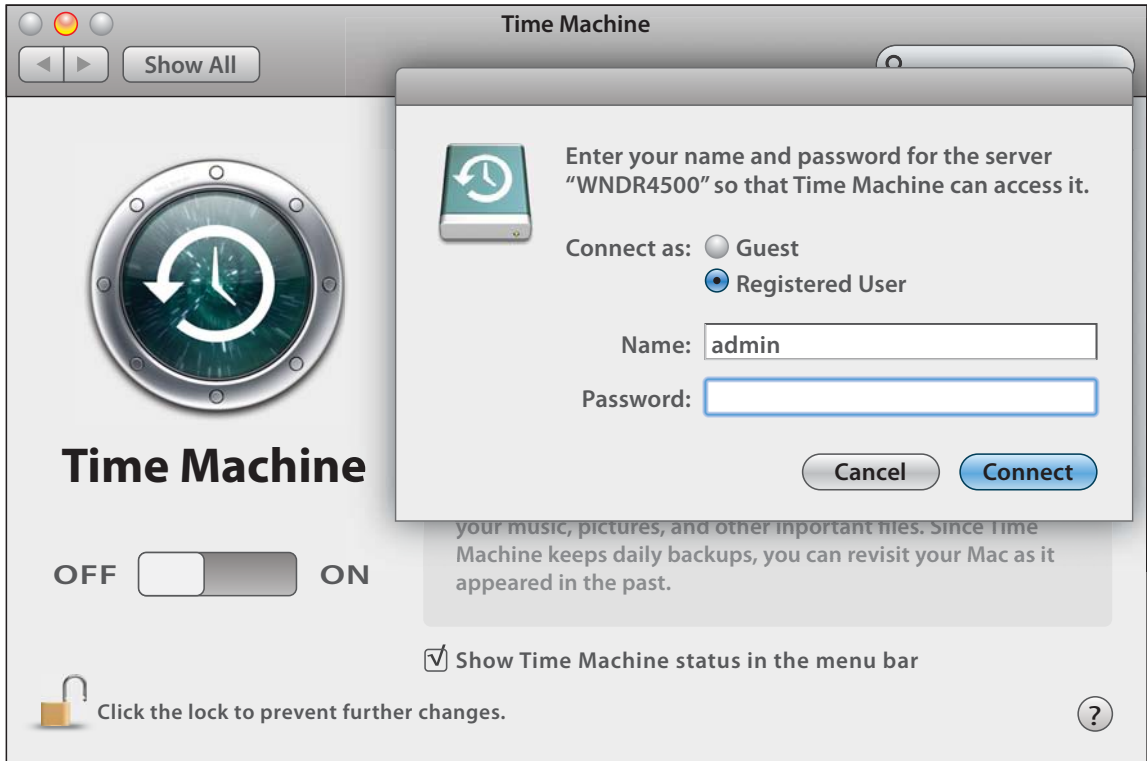 Time Machine
Show All
Enter your name and password for the server
“WNDR4500” so that Time Machine can access it.
Connect as: Guest
Registered User
Name: admin
Password:
Cancel Connect
Time Machine
OFF ON
your music, pictures, and other inportant files. Since Time
Machine keeps daily backups, you can revisit your Mac as it
appeared in the past.
Show Time Machine status in the menu bar
Click the lock to prevent further changes.
?